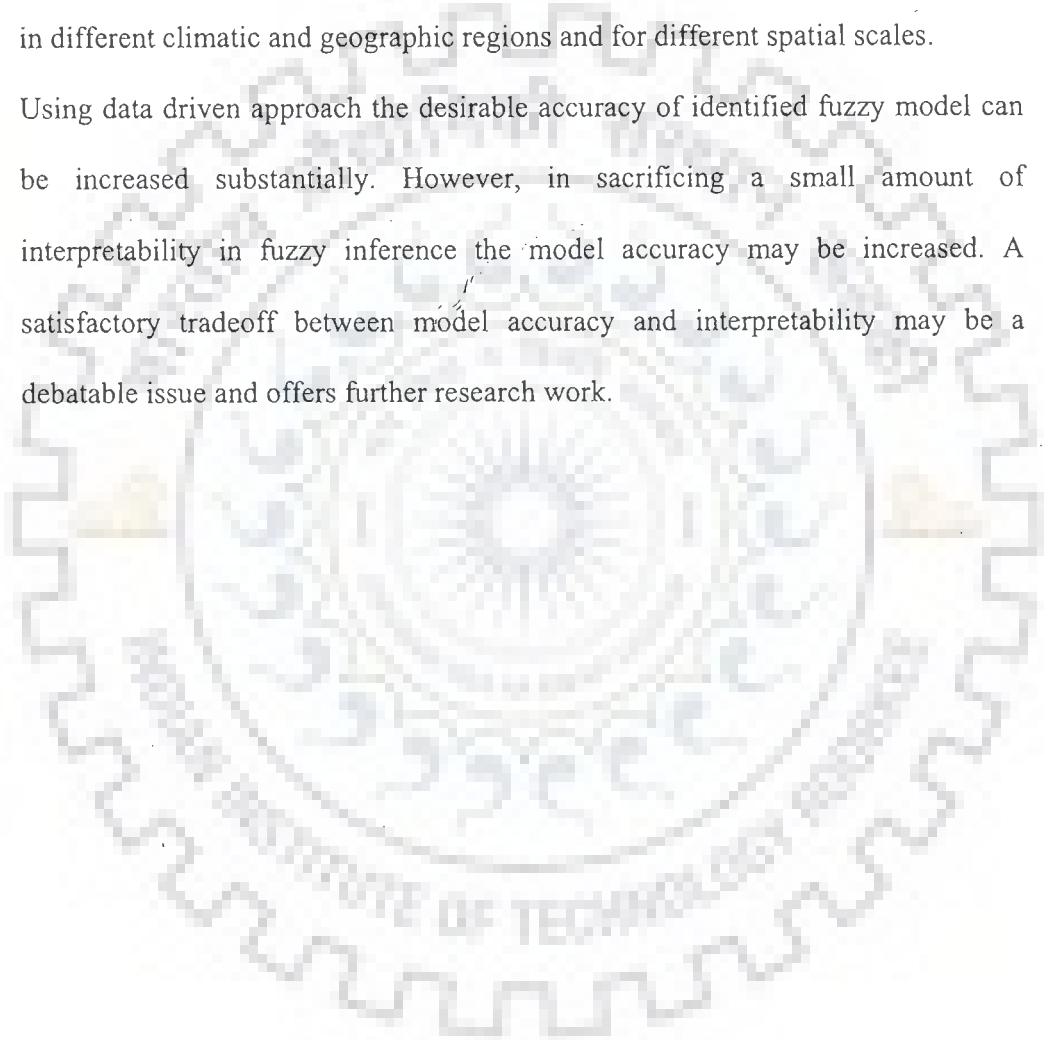 in different climatic and geographic regions and for different spatial scales.
Using data driven approach the desirable accuracy of identified fuzzy model can
be increased substantially. However, in sacrificing a small amount of
interpretability in fuzzy inference the model accuracy may be increased. A
satisfactory tradeoff between model accuracy and interpretability may be a
debatable issue and offers further research work.
INSTITUTE OF TECHNOLOGY